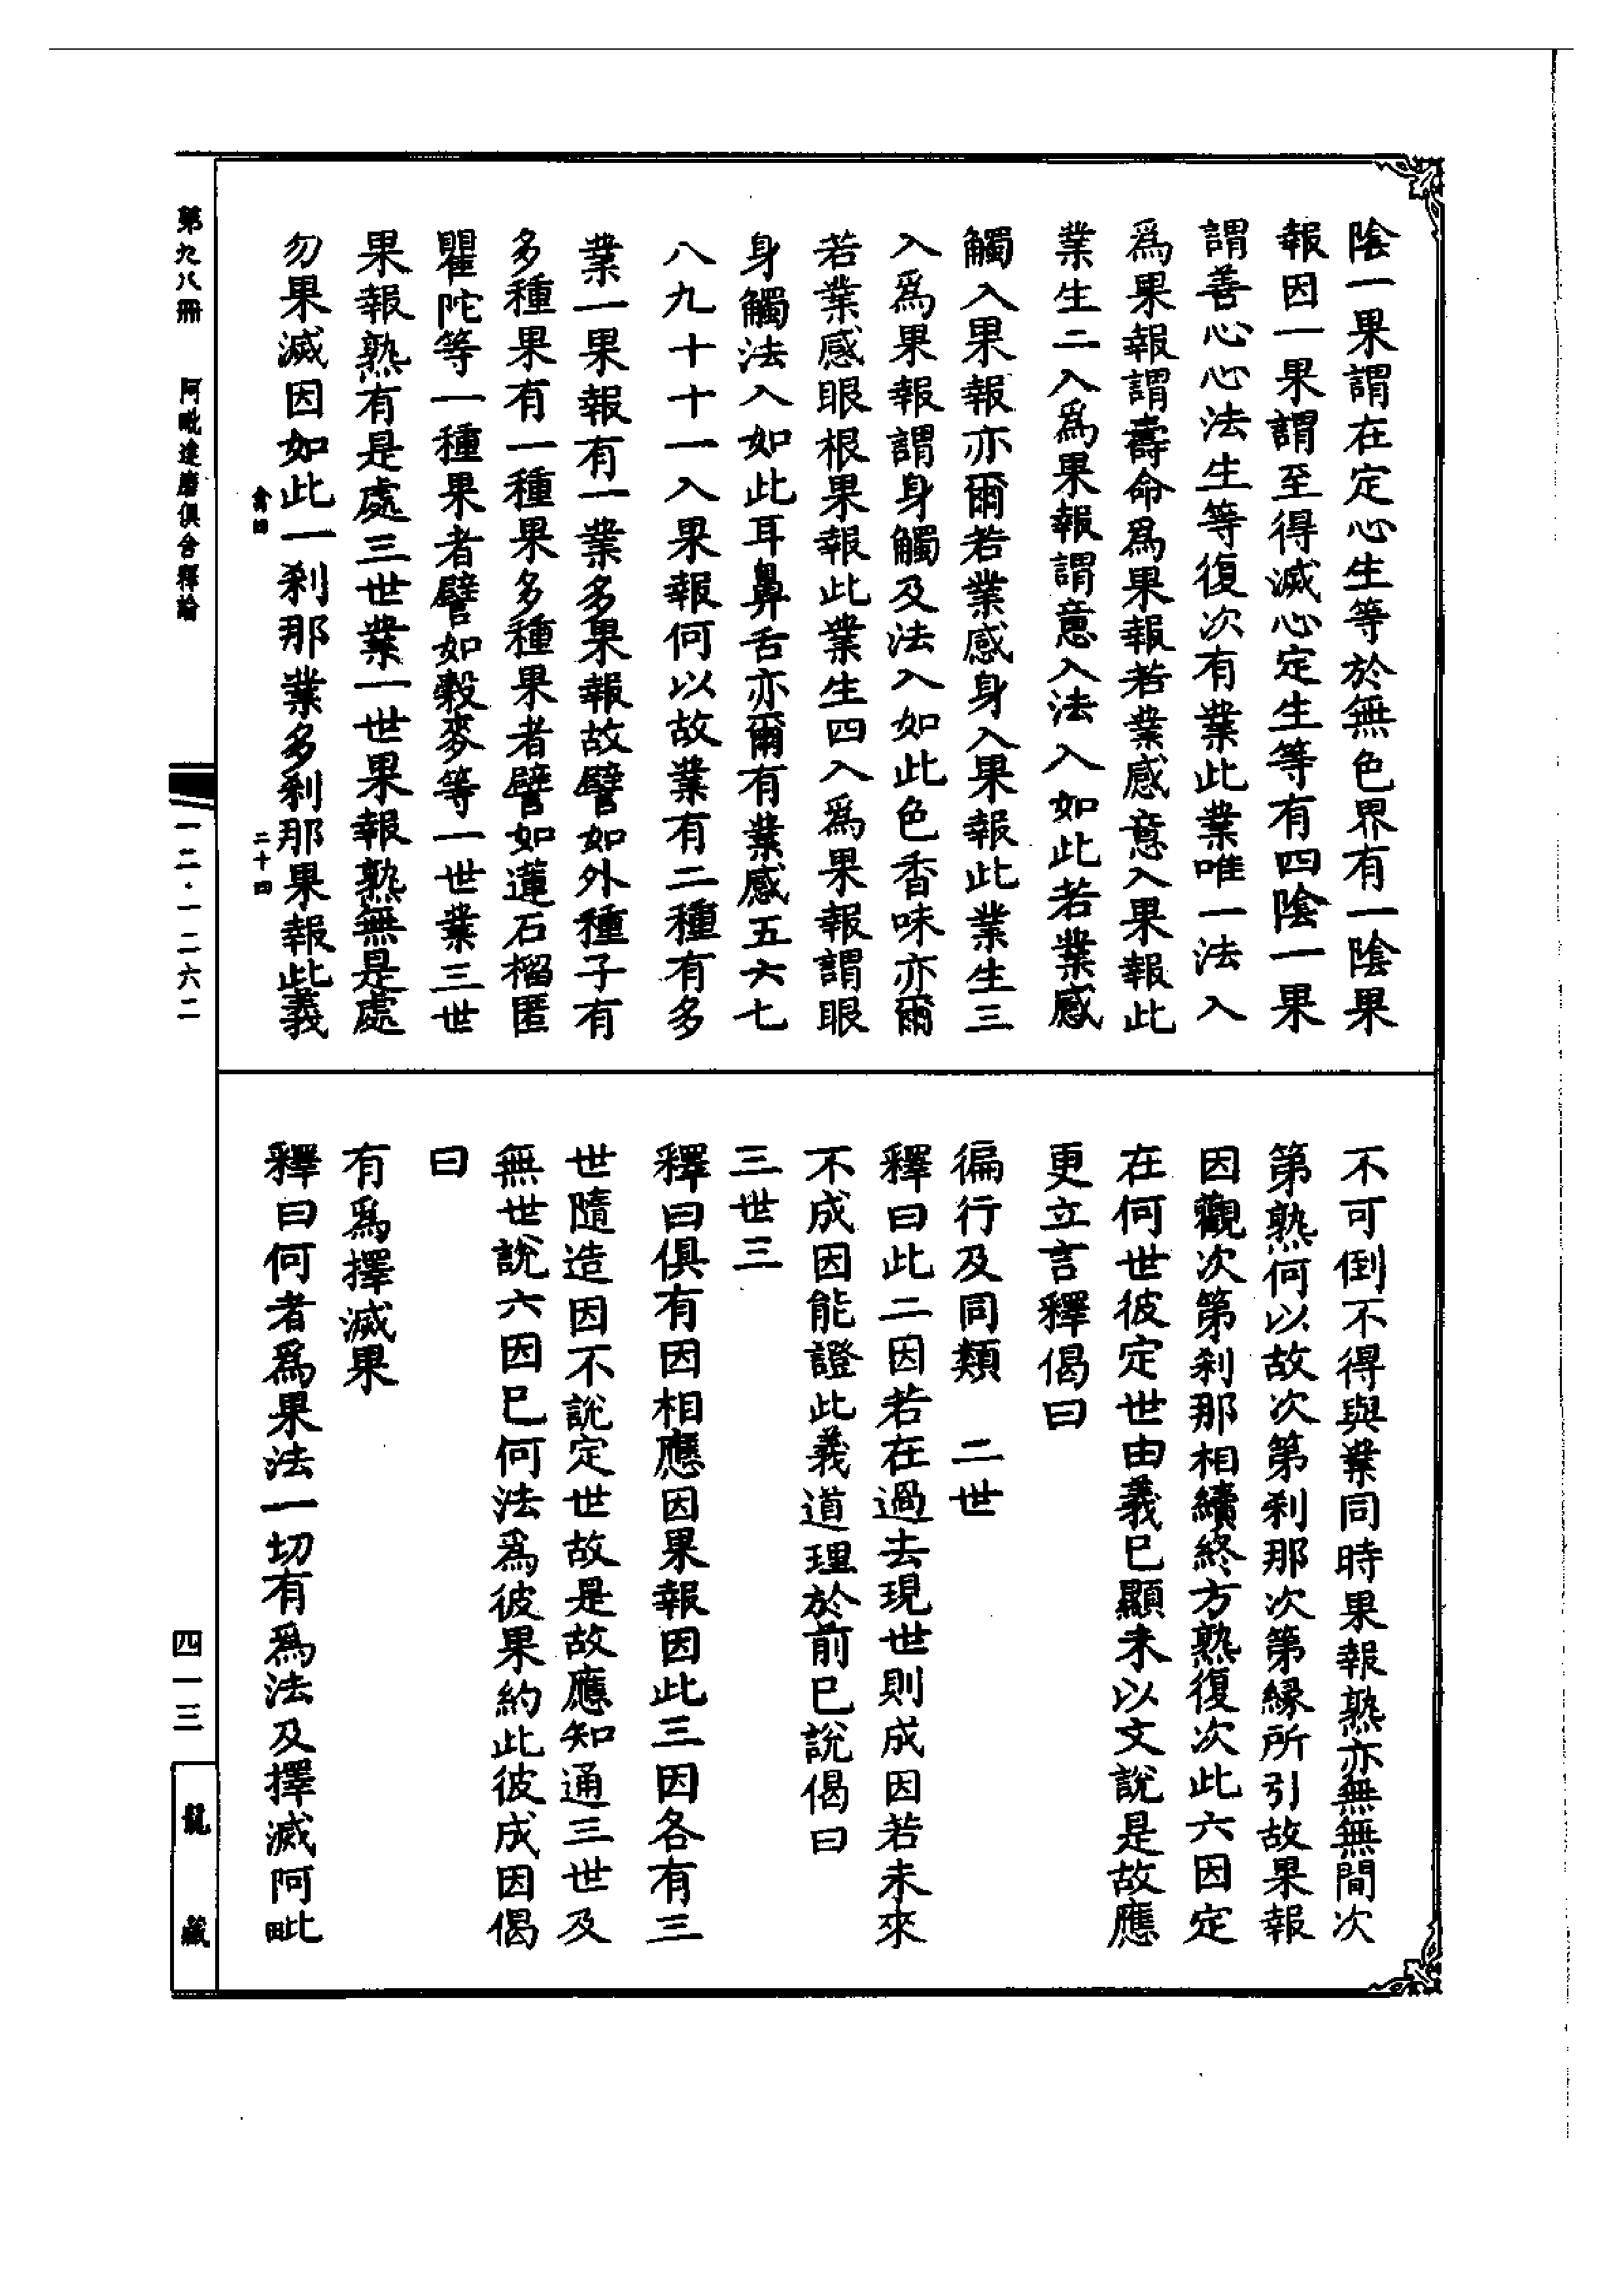 陰一果謂在定心生等於無色界有一陰果
報因一果謂至得滅心定生等有四陰一果
謂善心心法生等復次有業此業唯一法入
爲果報謂壽命爲果報若業感意入果報此
業生二入爲果報謂意入法入如此若業感
觸入果報亦爾若業感身入果報此業生三
入爲果報謂身觸及法入如此色香味亦爾
若業感眼根果報此業生四入爲果報謂眼
身觸法入如此耳鼻舌亦爾有業感五六七
八九十十一入果報何以故業有二種有多
業一果報有一業多果報故譬如外種子有
多種果有一種果多種果者譬如蓮石榴匿
瞿陀等一種果者譬如穀麥等一世業三世
果報熟有是處三世業一世果報熟無是處
勿果減因如此一刹那業多刹那果報此義
二十四
不可倒不得與業同時果報熟亦無無間次
第熟何以故次第刹那次第縁所引故果報
因觀次第刹那相續終方熟復次此六因定
在何世彼定世由義已顯未以文說是故應
更立言釋偈曰
徧行及同類 二世
釋曰此二因若在過去現世則成因若未來
不成因能證此義道理於前已說偈曰
三世三
釋曰俱有因相應因果報因此三因各有三
世隨造因不說定世故是故應知通三世及
無世說六因已何法爲彼果約此彼成因偈
曰
有爲擇滅果
釋曰何者爲果法一切有爲法及擇滅阿毗
第九八冊 阿毗達磨俱舍釋論
一二·一二六二
四一三
龍藏